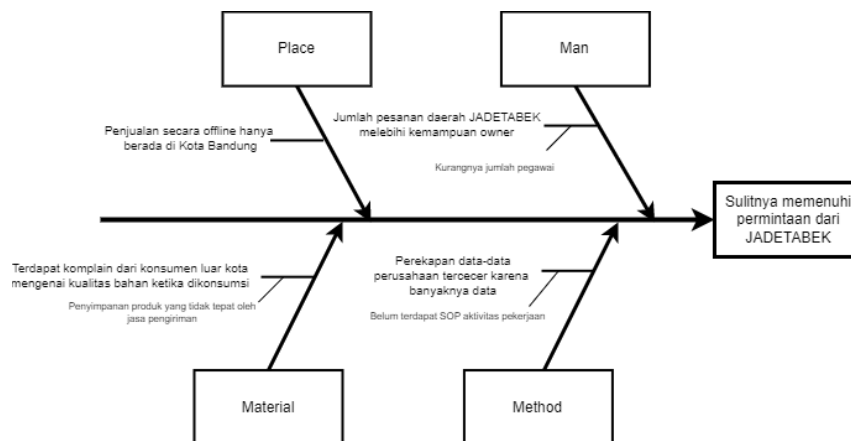 Place
Man
Penjualan secara offline hanya
berada di Kota Bandung
Jumlah pesanan daerah JADETABEK
melebihi kemampuan owner
Kurangnya jumlah pegawai
Sulitnya memenuhi
permintaan dari
JADETABEK
Terdapat komplain dari konsumen luar kota
mengenai kualitas bahan ketika dikonsumsi
Penyimpanan produk yang tidak tepat oleh
jasa pengiriman
Perekapan data-data
perusahaan tercecer karena
banyaknya data
Belum terdapat SOP aktivitas pekerjaan
Material
Method